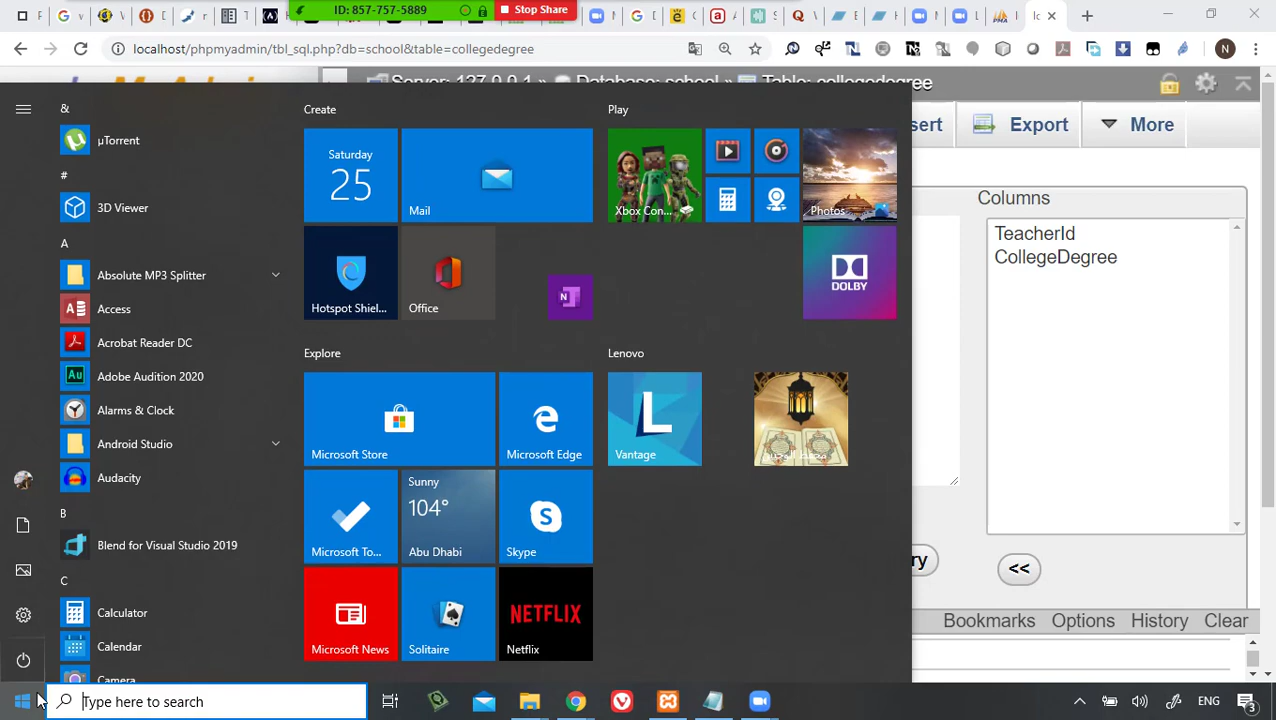 ID: 857-757-5889
Stop Share
localhost/phpmyadmin/tbl_sql.php?db=school&table=collegedegree
N
Server: 127.0.0.1 » Database: school » Table: collegedegree
Export
More
Columns
TeacherId
CollegeDegree
<<
Bookmarks
Options
History
Clear
&
µTorrent
#
3D Viewer
A
Absolute MP3 Splitter
Access
Acrobat Reader DC
Adobe Audition 2020
Alarms & Clock
Android Studio
Audacity
B
Blend for Visual Studio 2019
C
Calculator
Calendar
Camera
Create
Saturday
25
Mail
Hotspot Shiel...
Office
Explore
Microsoft Store
Microsoft Edge
Microsoft To...
Sunny
104°
Abu Dhabi
Skype
Microsoft News
Solitaire
NETFLIX
Netflix
Play
Xbox Con...
Photos
DOLBY
Lenovo
Vantage
Type here to search
ENG
3